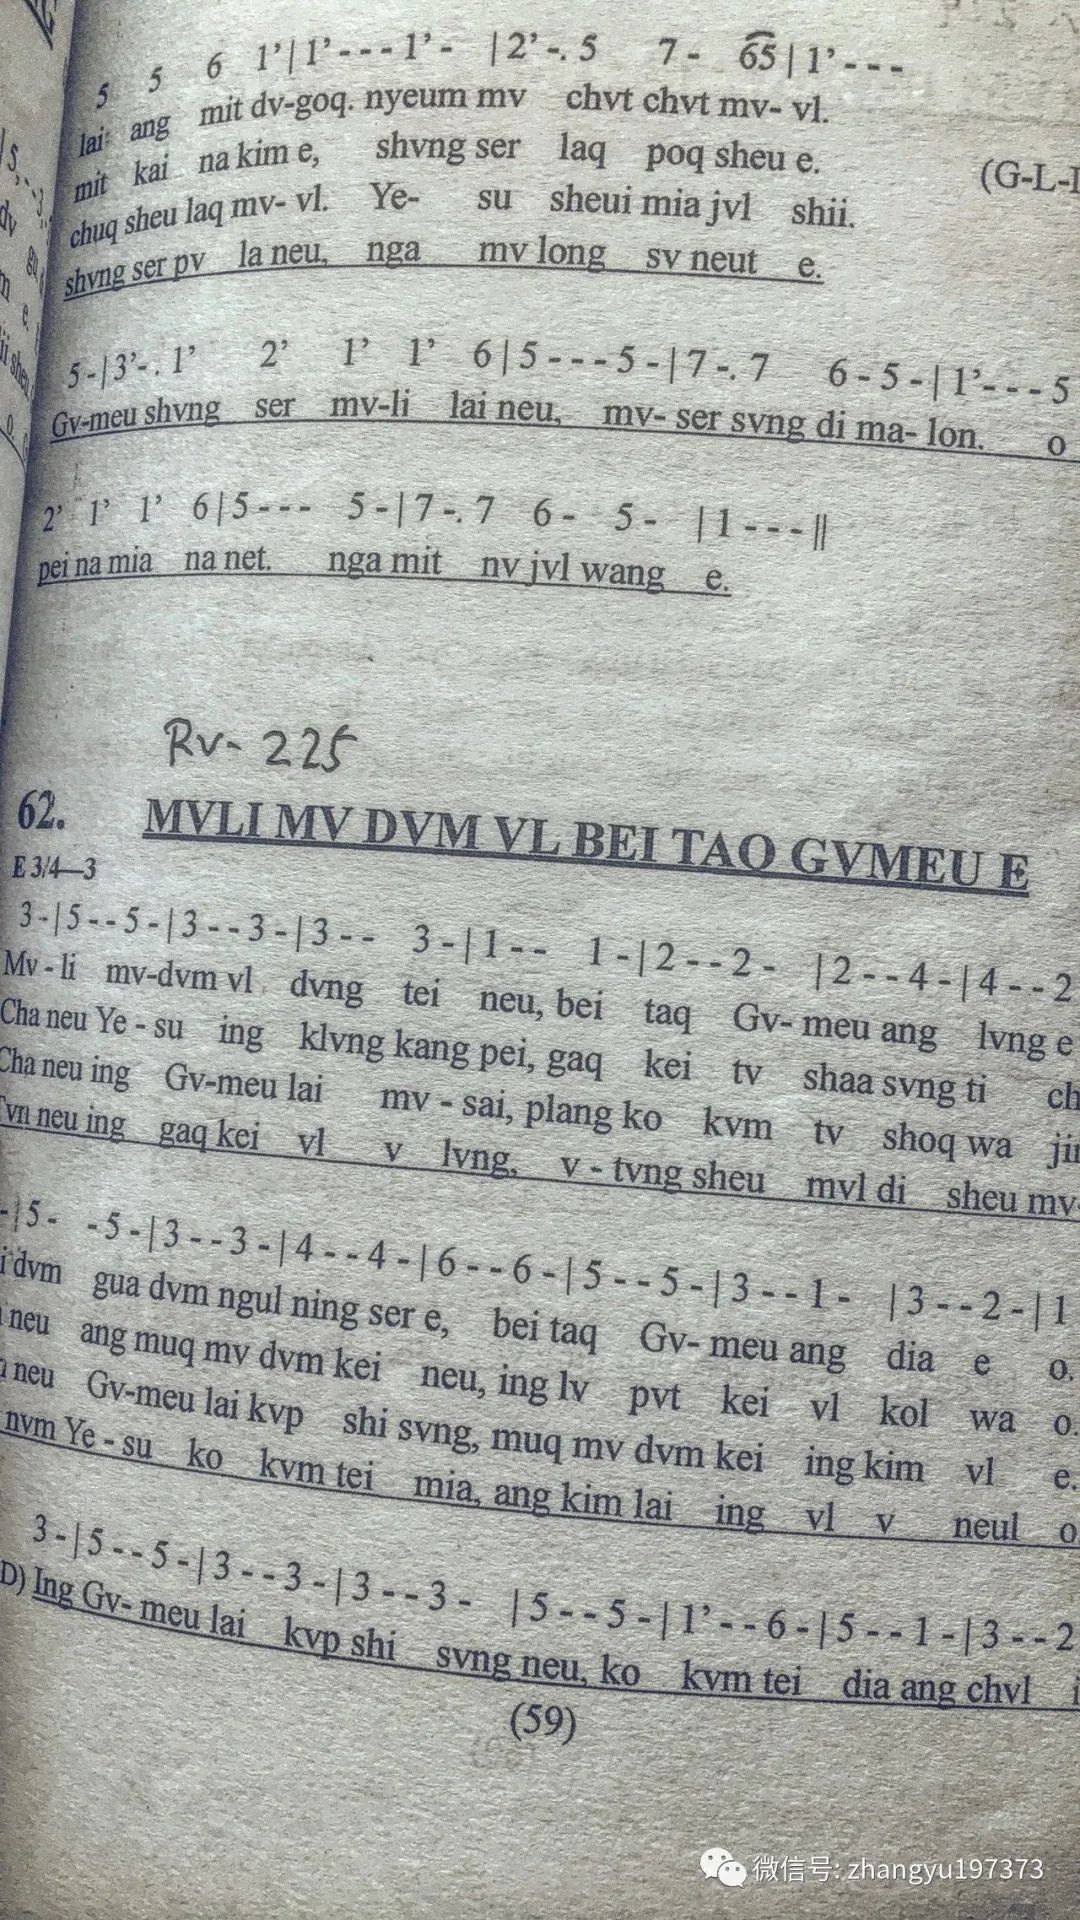 5 5 6 1’| 1’ - - - 1’ - | 2’ -. 5 7 - 65 | 1’ - - -
lai ang mit dv-goq. nyeum mv chvt chvt mv- vl.
mit kai na kim e, shvng ser laq poq sheu e.
(G-L-
chuq sheu laq mv- vl. Ye- su sheui mia jvl shii.
shvng ser pv la neu, nga mv long sv neut e.
5 -| 3’ -. 1’ 2’ 1’ 1’ 6 | 5 - - - 5 - | 7 -. 7 6 - 5 - | 1’- - - 5
Gv-meu shvng ser mv-li lai neu, mv- ser svng di ma- lon. o
2’ 1’ 1’ 6 | 5 - - - 5 - | 7 -. 7 6 - 5 - | 1 - - - ||
pei na mia na net. nga mit nv jvl wang e.
Rv- 225
62. MVLI MV DVM VL BEI TAO GVMEU E
E 3/4—3
3 - | 5 - - 5 - | 3 - - 3 - | 3 - - 3 - | 1 - - 1 - | 2 - - 2 - | 2 - - 4 - | 4 - - 2
Mv - li mv-dvm vl dvng tei neu, bei taq Gv- meu ang lvng e
Cha neu Ye - su ing klvng kang pei, gaq kei tv shaa svng ti ch
Cha neu ing Gv-meu lai mv - sai, plang ko kvm tv shoq wa
Tvn neu ing gaq kei vl v lvng, v - tvng sheu mvl di sheu mv-
- | 5 - - 5 - | 3 - - 3 - | 4 - - 4 - | 6 - - 6 - | 5 - - 5 - | 3 - - 1 - | 3 - - 2 - | 1
dvm gua dvm ngul ning ser e, bei taq Gv- meu ang dia e o.
neu ang muq mv dvm kei neu, ing lv pvt kei vl kol wa o.
neu Gv-meu lai kvp shi svng, muq mv dvm kei ing kim vl e.
nvm Ye - su ko kvm tei mia, ang kim lai ing vl v neul o
3 - | 5 - - 5 - | 3 - - 3 - | 3 - - 3 - | 5 - - 5 - | 1’ - - 6 - | 5 - - 1 - | 3 - - 2
D) Ing Gv- meu lai kvp shi svng neu, ko kvm tei dia ang chvl
(59)
微信号: zhangyu197373